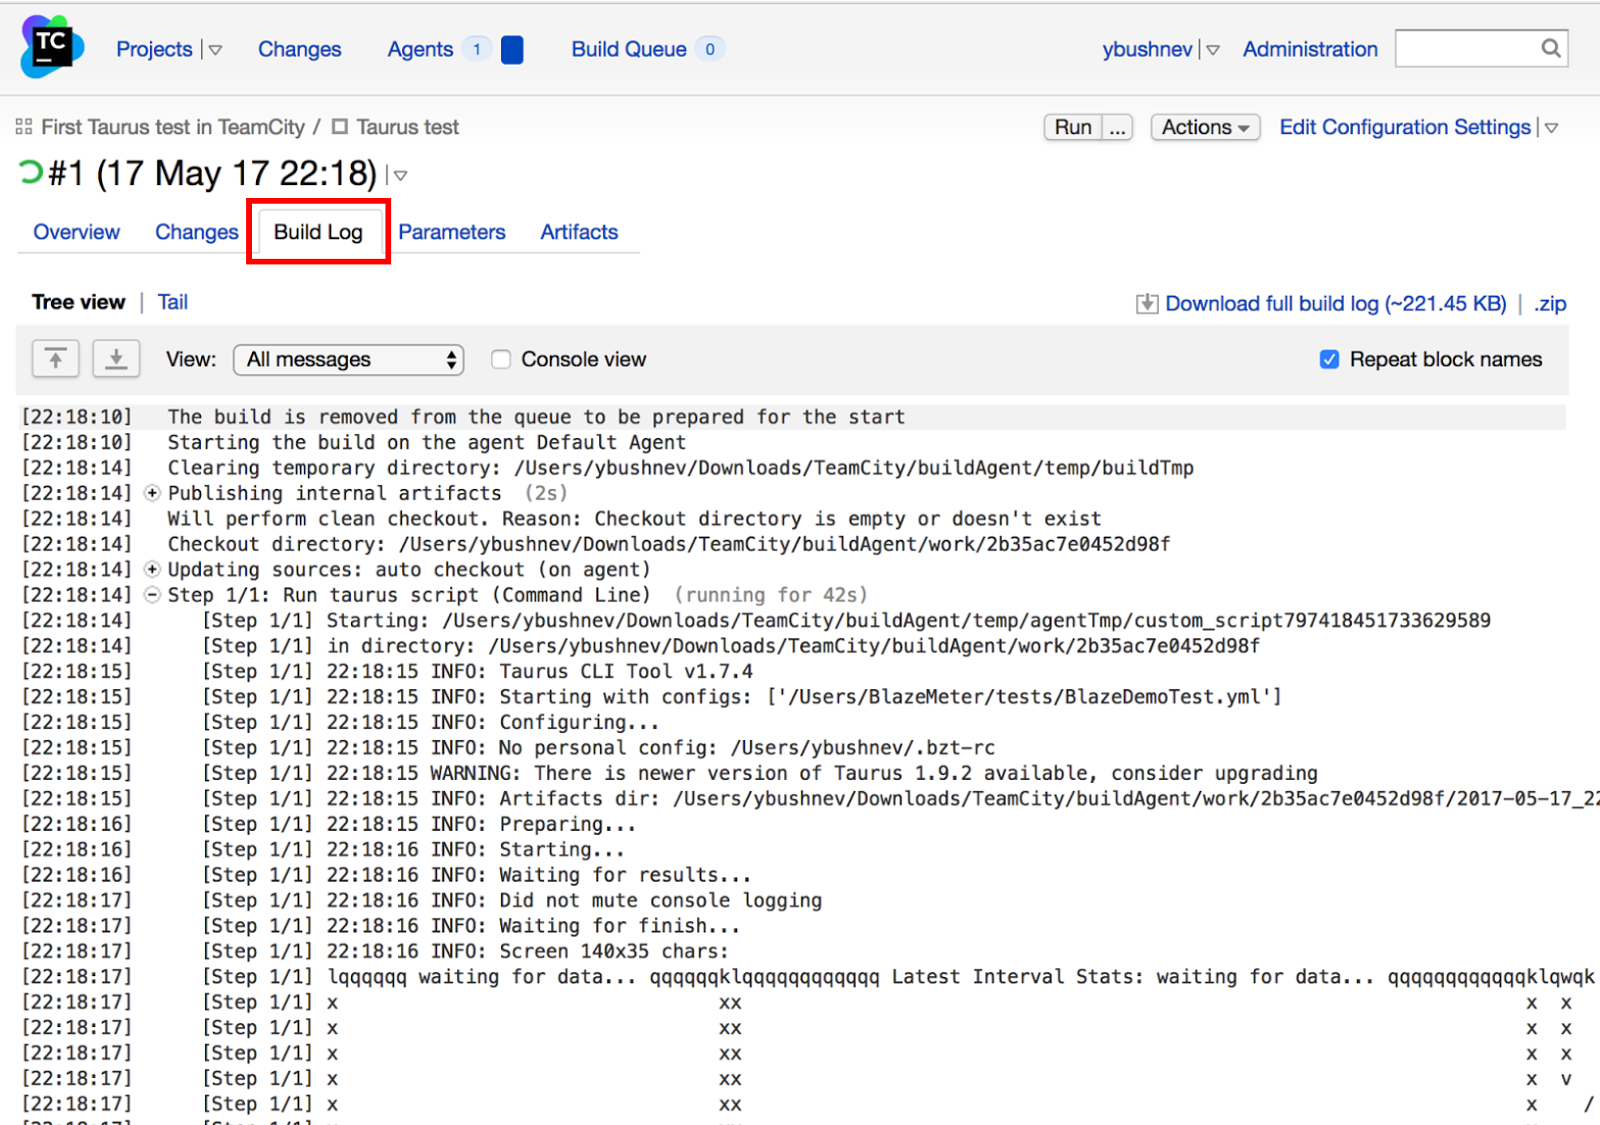 TC
Projects
Changes
Agents 1
Build Queue 0
ybushnev
Administration
First Taurus test in TeamCity / Taurus test
Run ...
Actions
Edit Configuration Settings
#1 (17 May 17 22:18)
Overview
Changes
Build Log
Parameters
Artifacts
Tree view | Tail
Download full build log (~221.45 KB) | .zip
View: All messages
Console view
Repeat block names
[22:18:10] The build is removed from the queue to be prepared for the start
[22:18:10] Starting the build on the agent Default Agent
[22:18:14] Clearing temporary directory: /Users/ybushnev/Downloads/TeamCity/buildAgent/temp/buildTmp
[22:18:14] Publishing internal artifacts (2s)
[22:18:14] Will perform clean checkout. Reason: Checkout directory is empty or doesn't exist
[22:18:14] Checkout directory: /Users/ybushnev/Downloads/TeamCity/buildAgent/work/2b35ac7e0452d98f
[22:18:14] Updating sources: auto checkout (on agent)
[22:18:14] Step 1/1: Run taurus script (Command Line) (running for 42s)
[22:18:14] [Step 1/1] Starting: /Users/ybushnev/Downloads/TeamCity/buildAgent/temp/agentTmp/custom_script797418451733629589
[22:18:14] [Step 1/1] in directory: /Users/ybushnev/Downloads/TeamCity/buildAgent/work/2b35ac7e0452d98f
[22:18:15] [Step 1/1] 22:18:15 INFO: Taurus CLI Tool v1.7.4
[22:18:15] [Step 1/1] 22:18:15 INFO: Starting with configs: ['/Users/BlazeMeter/tests/BlazeDemoTest.yml']
[22:18:15] [Step 1/1] 22:18:15 INFO: Configuring...
[22:18:15] [Step 1/1] 22:18:15 INFO: No personal config: /Users/ybushnev/.bzt-rc
[22:18:15] [Step 1/1] 22:18:15 WARNING: There is newer version of Taurus 1.9.2 available, consider upgrading
[22:18:15] [Step 1/1] 22:18:15 INFO: Artifacts dir: /Users/ybushnev/Downloads/TeamCity/buildAgent/work/2b35ac7e0452d98f/2017-05-17_22
[22:18:16] [Step 1/1] 22:18:15 INFO: Preparing...
[22:18:16] [Step 1/1] 22:18:16 INFO: Starting...
[22:18:16] [Step 1/1] 22:18:16 INFO: Waiting for results...
[22:18:17] [Step 1/1] 22:18:16 INFO: Did not mute console logging
[22:18:17] [Step 1/1] 22:18:16 INFO: Waiting for finish...
[22:18:17] [Step 1/1] 22:18:16 INFO: Screen 140x35 chars:
[22:18:17] [Step 1/1] lqqqqqq waiting for data... qqqqqqklqqqqqqqqqqqq Latest Interval Stats: waiting for data... qqqqqqqqqqqqklqwqk
[22:18:17] [Step 1/1] x xx x x
[22:18:17] [Step 1/1] x xx x x
[22:18:17] [Step 1/1] x xx x x
[22:18:17] [Step 1/1] x xx x v
[22:18:17] [Step 1/1] x xx x /